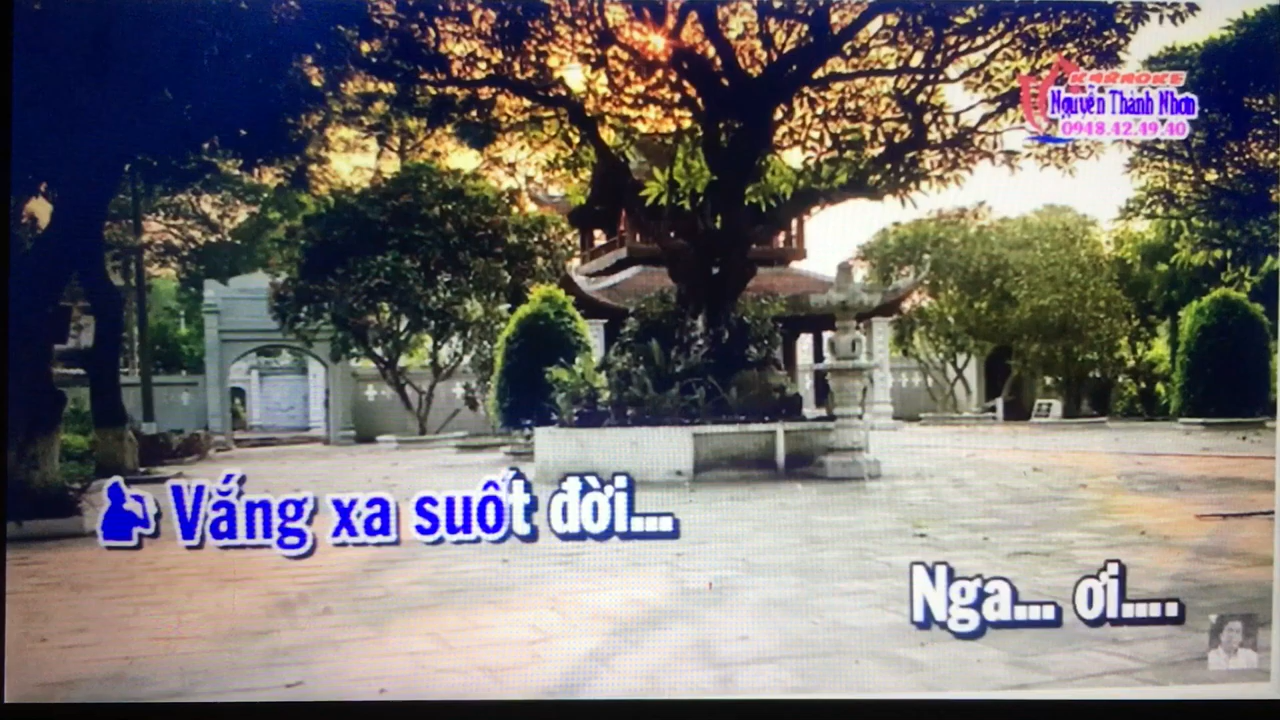 KARAOKE
Nguyễn Thành Nhơn
0948.42.49.40
Vắng xa suốt đời...
Nga... ơi....